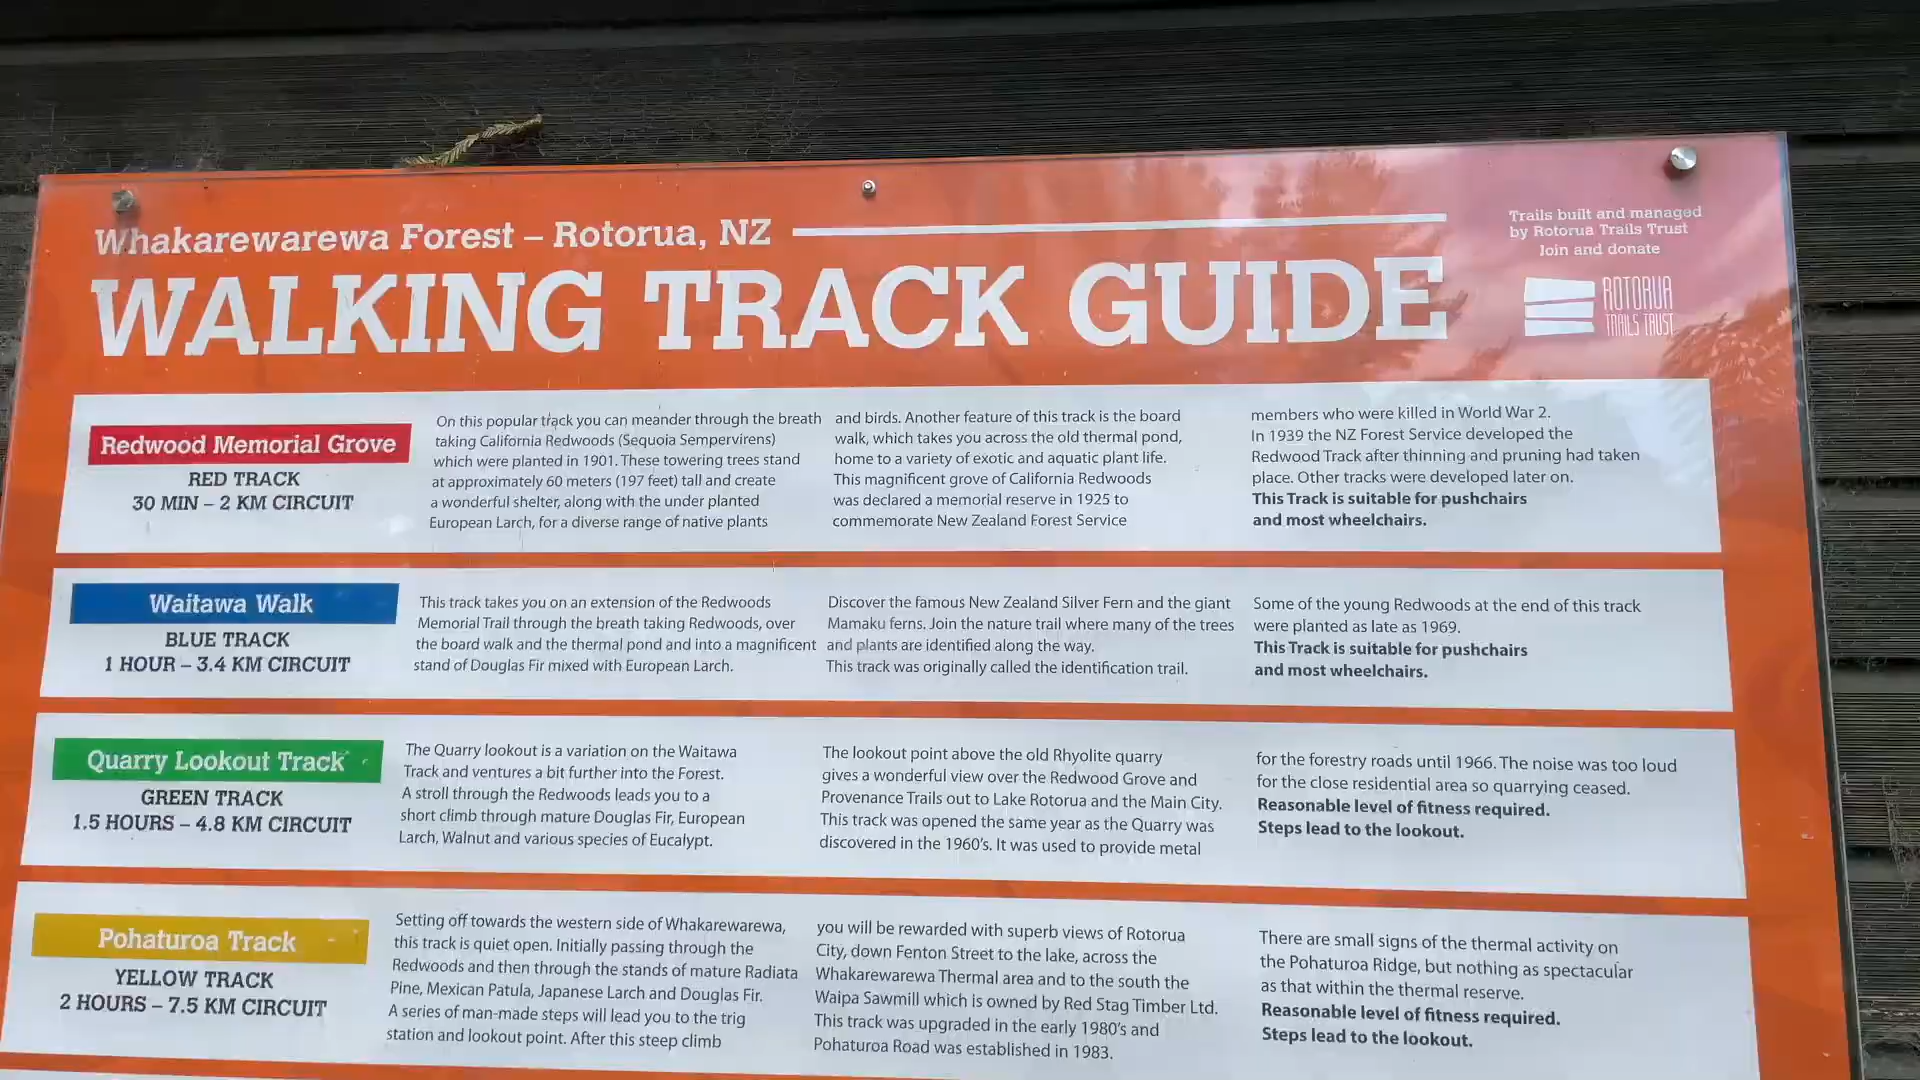 Whakarewarewa Forest – Rotorua, NZ
WALKING TRACK GUIDE
Trails built and managed
by Rotorua Trails Trust
Join and donate
ROTORUA
TRAILS TRUST
Redwood Memorial Grove
RED TRACK
30 MIN – 2 KM CIRCUIT
On this popular track you can meander through the breath
taking California Redwoods (Sequoia Sempervirens)
which were planted in 1901. These towering trees stand
at approximately 60 meters (197 feet) tall and create
a wonderful shelter, along with the under planted
European Larch, for a diverse range of native plants
and birds. Another feature of this track is the board
walk, which takes you across the old thermal pond,
home to a variety of exotic and aquatic plant life.
This magnificent grove of California Redwoods
was declared a memorial reserve in 1925 to
commemorate New Zealand Forest Service
members who were killed in World War 2.
In 1939 the NZ Forest Service developed the
Redwood Track after thinning and pruning had taken
place. Other tracks were developed later on.
This Track is suitable for pushchairs
and most wheelchairs.
Waitawa Walk
BLUE TRACK
1 HOUR – 3.4 KM CIRCUIT
This track takes you on an extension of the Redwoods
Memorial Trail through the breath taking Redwoods, over
the board walk and the thermal pond and into a magnificent
stand of Douglas Fir mixed with European Larch.
Discover the famous New Zealand Silver Fern and the giant
Mamaku ferns. Join the nature trail where many of the trees
and plants are identified along the way.
This track was originally called the identification trail.
Some of the young Redwoods at the end of this track
were planted as late as 1969.
This Track is suitable for pushchairs
and most wheelchairs.
Quarry Lookout Track
GREEN TRACK
1.5 HOURS – 4.8 KM CIRCUIT
The Quarry lookout is a variation on the Waitawa
Track and ventures a bit further into the Forest.
A stroll through the Redwoods leads you to a
short climb through mature Douglas Fir, European
Larch, Walnut and various species of Eucalypt.
The lookout point above the old Rhyolite quarry
gives a wonderful view over the Redwood Grove and
Provenance Trails out to Lake Rotorua and the Main City.
This track was opened the same year as the Quarry was
discovered in the 1960's. It was used to provide metal
for the forestry roads until 1966. The noise was too loud
for the close residential area so quarrying ceased.
Reasonable level of fitness required.
Steps lead to the lookout.
Pohaturoa Track
YELLOW TRACK
2 HOURS – 7.5 KM CIRCUIT
Setting off towards the western side of Whakarewarewa,
this track is quiet open. Initially passing through the
Redwoods and then through the stands of mature Radiata
Pine, Mexican Patula, Japanese Larch and Douglas Fir.
A series of man-made steps will lead you to the trig
station and lookout point. After this steep climb
you will be rewarded with superb views of Rotorua
City, down Fenton Street to the lake, across the
Whakarewarewa Thermal area and to the south the
Waipa Sawmill which is owned by Red Stag Timber Ltd.
This track was upgraded in the early 1980's and
Pohaturoa Road was established in 1983.
There are small signs of the thermal activity on
the Pohaturoa Ridge, but nothing as spectacular
as that within the thermal reserve.
Reasonable level of fitness required.
Steps lead to the lookout.